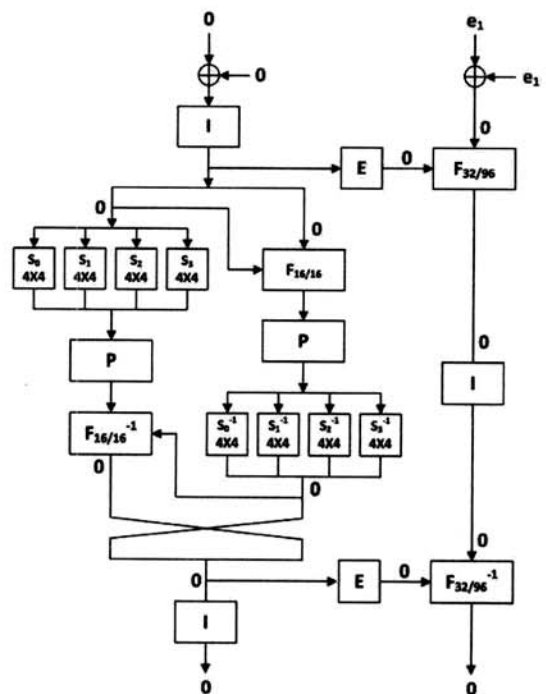 0 e₁
0 e₁
I 0
E 0 F₃₂/₉₆
0 0
S₀ 4X4 S₁ 4X4 S₂ 4X4 S₃ 4X4
F₁₆/₁₆
P P
0
I
F₁₆/₁₆⁻¹
S₀⁻¹ 4X4 S₁⁻¹ 4X4 S₂⁻¹ 4X4 S₃⁻¹ 4X4
0 0
0
0 E 0 F₃₂/₉₆⁻¹
I
0 0